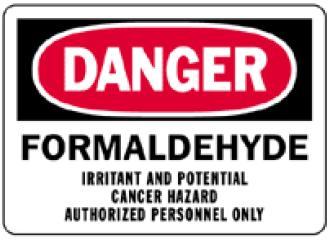 DANGER
FORMALDEHYDE
IRRITANT AND POTENTIAL
CANCER HAZARD
AUTHORIZED PERSONNEL ONLY